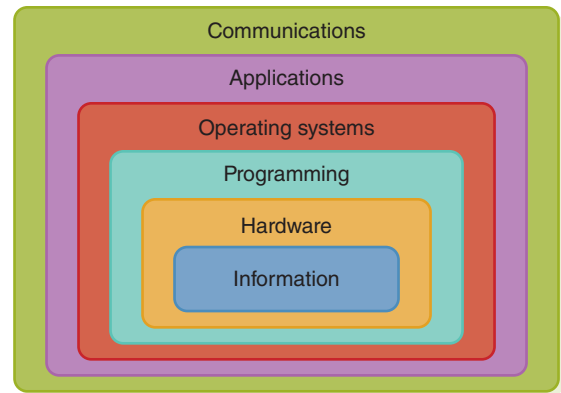 Communications
Applications
Operating systems
Programming
Hardware
Information